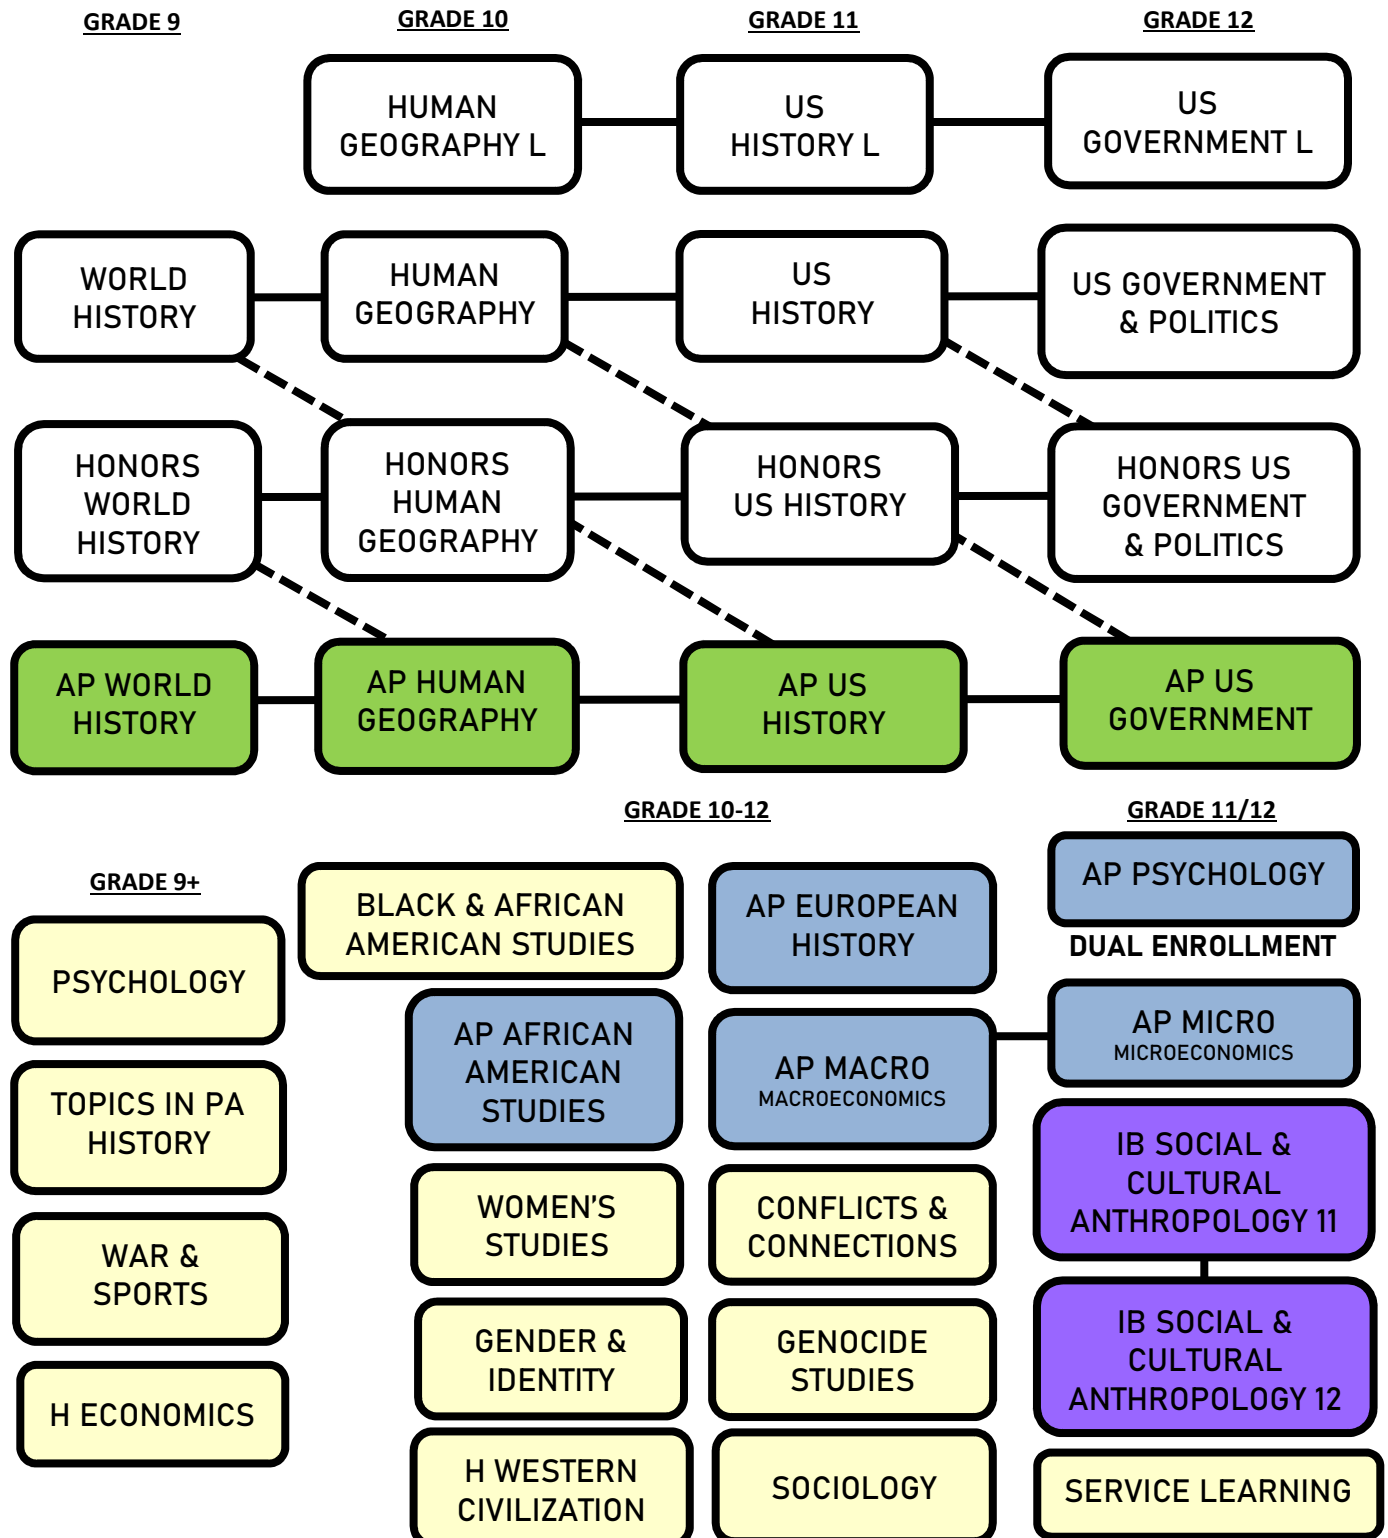 GRADE 9
GRADE 10
GRADE 11
GRADE 12
HUMAN
GEOGRAPHY L
US
HISTORY L
US
GOVERNMENT L
WORLD
HISTORY
HUMAN
GEOGRAPHY
US
HISTORY
US GOVERNMENT
& POLITICS
HONORS
WORLD
HISTORY
HONORS
HUMAN
GEOGRAPHY
HONORS
US HISTORY
HONORS US
GOVERNMENT
& POLITICS
AP WORLD
HISTORY
AP HUMAN
GEOGRAPHY
AP US
HISTORY
AP US
GOVERNMENT
GRADE 9+
PSYCHOLOGY
TOPICS IN PA
HISTORY
WAR &
SPORTS
H ECONOMICS
GRADE 10-12
BLACK & AFRICAN
AMERICAN STUDIES
AP AFRICAN
AMERICAN
STUDIES
WOMEN'S
STUDIES
GENDER &
IDENTITY
H WESTERN
CIVILIZATION
AP EUROPEAN
HISTORY
AP MACRO
MACROECONOMICS
CONFLICTS &
CONNECTIONS
GENOCIDE
STUDIES
SOCIOLOGY
GRADE 11/12
AP PSYCHOLOGY
DUAL ENROLLMENT
AP MICRO
MICROECONOMICS
IB SOCIAL &
CULTURAL
ANTHROPOLOGY 11
IB SOCIAL &
CULTURAL
ANTHROPOLOGY 12
SERVICE LEARNING